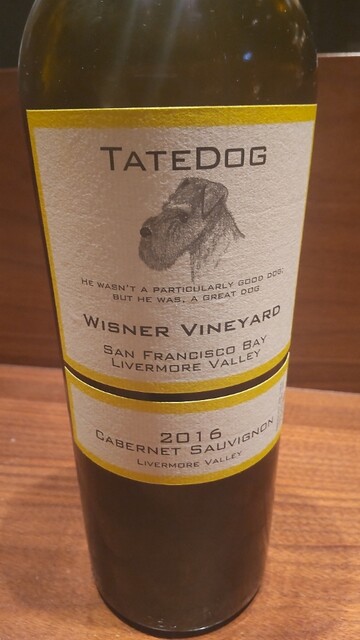 TATEDOG
HE WASN'T A PARTICULARLY GOOD DOG;
BUT HE WAS, A GREAT DOG
WISNER VINEYARD
SAN FRANCISCO BAY
LIVERMORE VALLEY
2016
CABERNET SAUVIGNON
LIVERMORE VALLEY